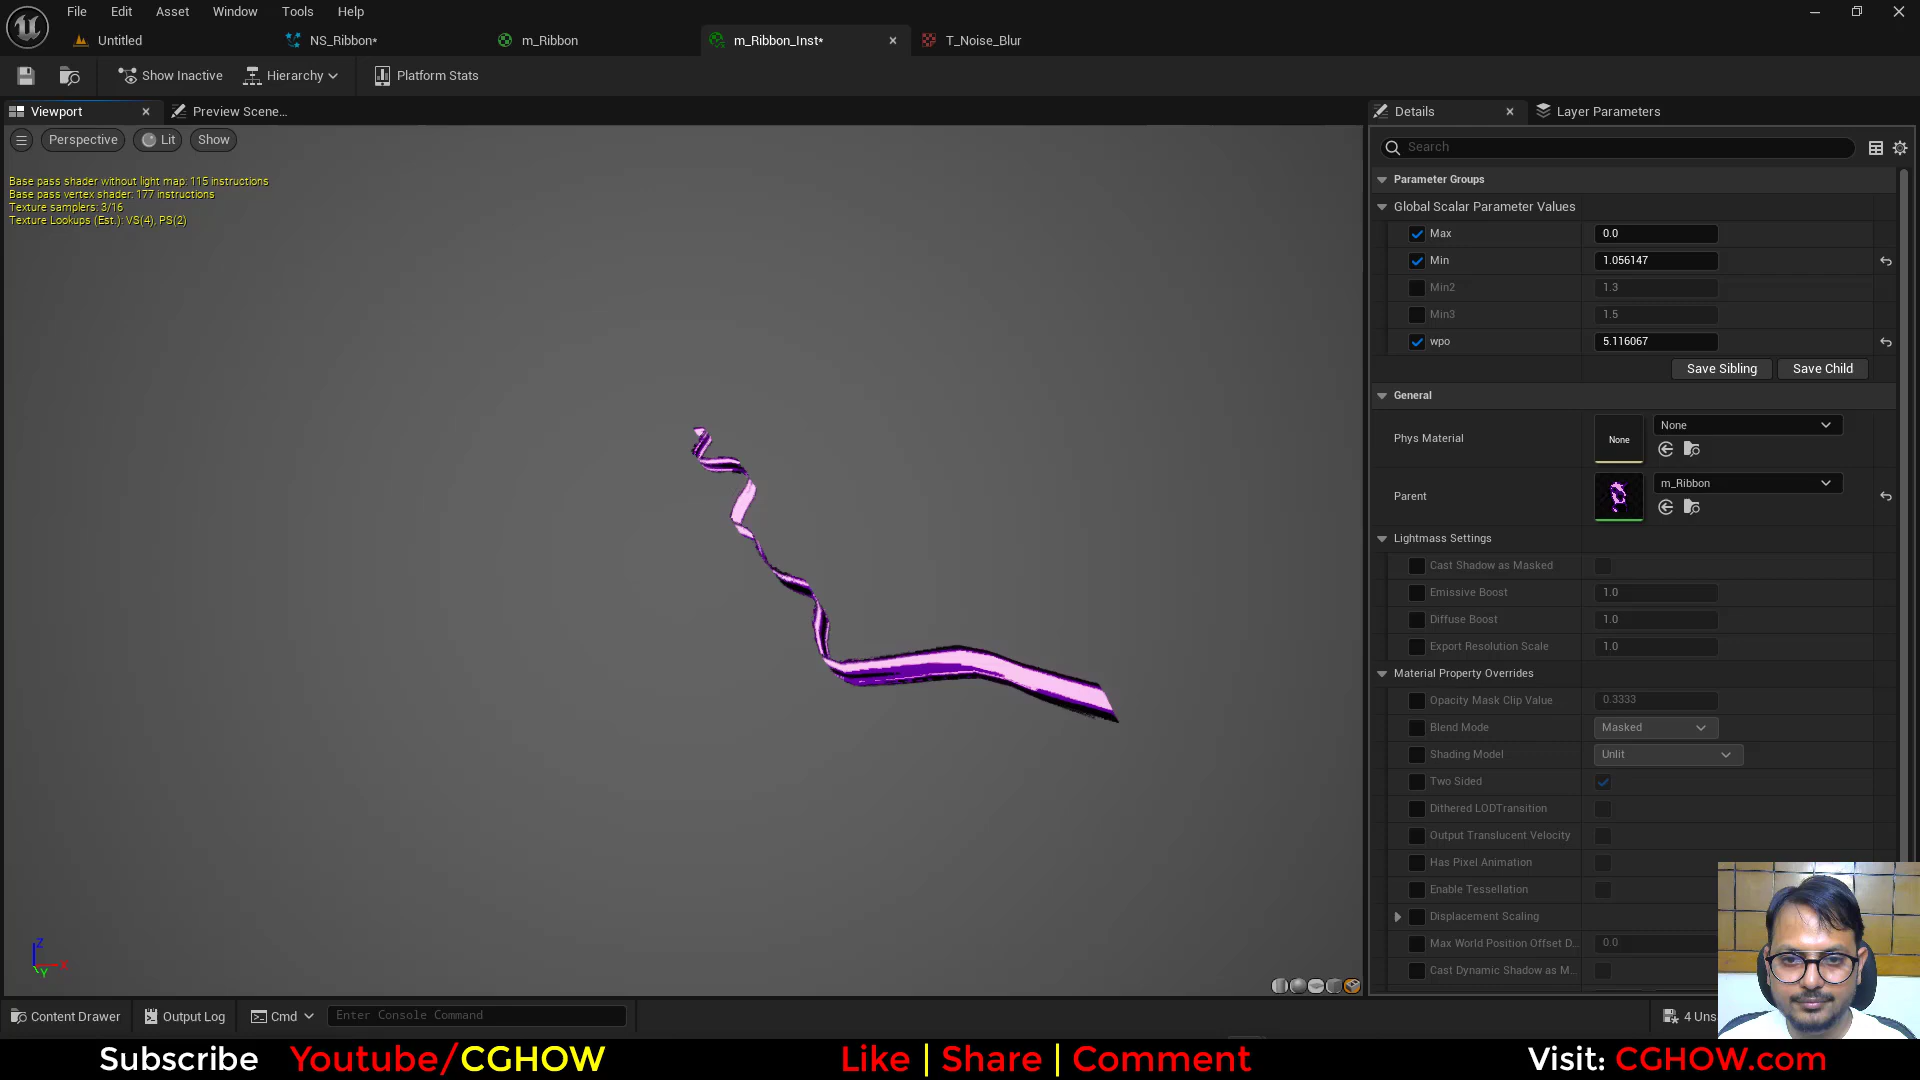 File Edit Asset Window Tools Help
Untitled NS_Ribbon* m_Ribbon m_Ribbon_Inst* T_Noise_Blur
Show Inactive Hierarchy Platform Stats
Viewport Preview Scene... Details Layer Parameters
Perspective Lit Show Search
Base pass shader without light map: 115 instructions
Base pass vertex shader: 177 instructions
Texture samplers: 3/16
Texture Lookups (Est.): VS(4), PS(2)
Parameter Groups
Global Scalar Parameter Values
Max 0.0
Min 1.056147
Min2 1.3
Min3 1.5
wpo 5.116067
Save Sibling Save Child
General
Phys Material None None
Parent m_Ribbon
Lightmass Settings
Cast Shadow as Masked
Emissive Boost 1.0
Diffuse Boost 1.0
Export Resolution Scale 1.0
Material Property Overrides
Opacity Mask Clip Value 0.3333
Blend Mode Masked
Shading Model Unlit
Two Sided
Dithered LODTransition
Output Translucent Velocity
Has Pixel Animation
Enable Tessellation
Displacement Scaling
Max World Position Offset D... 0.0
Cast Dynamic Shadow as M...
Z
X
Y
Content Drawer Output Log Cmd Enter Console Command 4 Uns
Subscribe Youtube/CGHOW Like | Share | Comment Visit: CGHOW.com